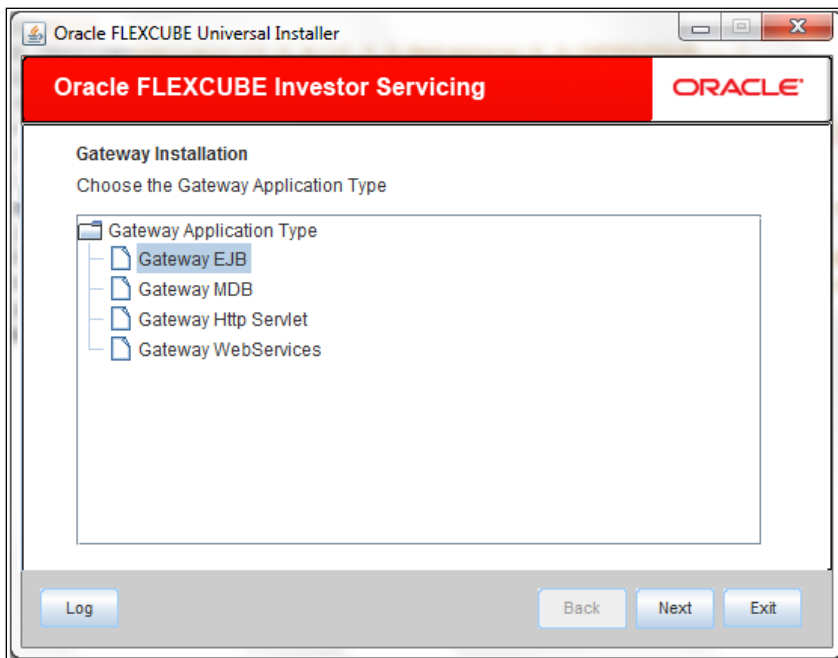 Oracle FLEXCUBE Universal Installer
Oracle FLEXCUBE Investor Servicing
ORACLE'
Gateway Installation
Choose the Gateway Application Type
Gateway Application Type
Gateway EJB
Gateway MDB
Gateway Http Servlet
Gateway WebServices
Log
Back
Next
Exit